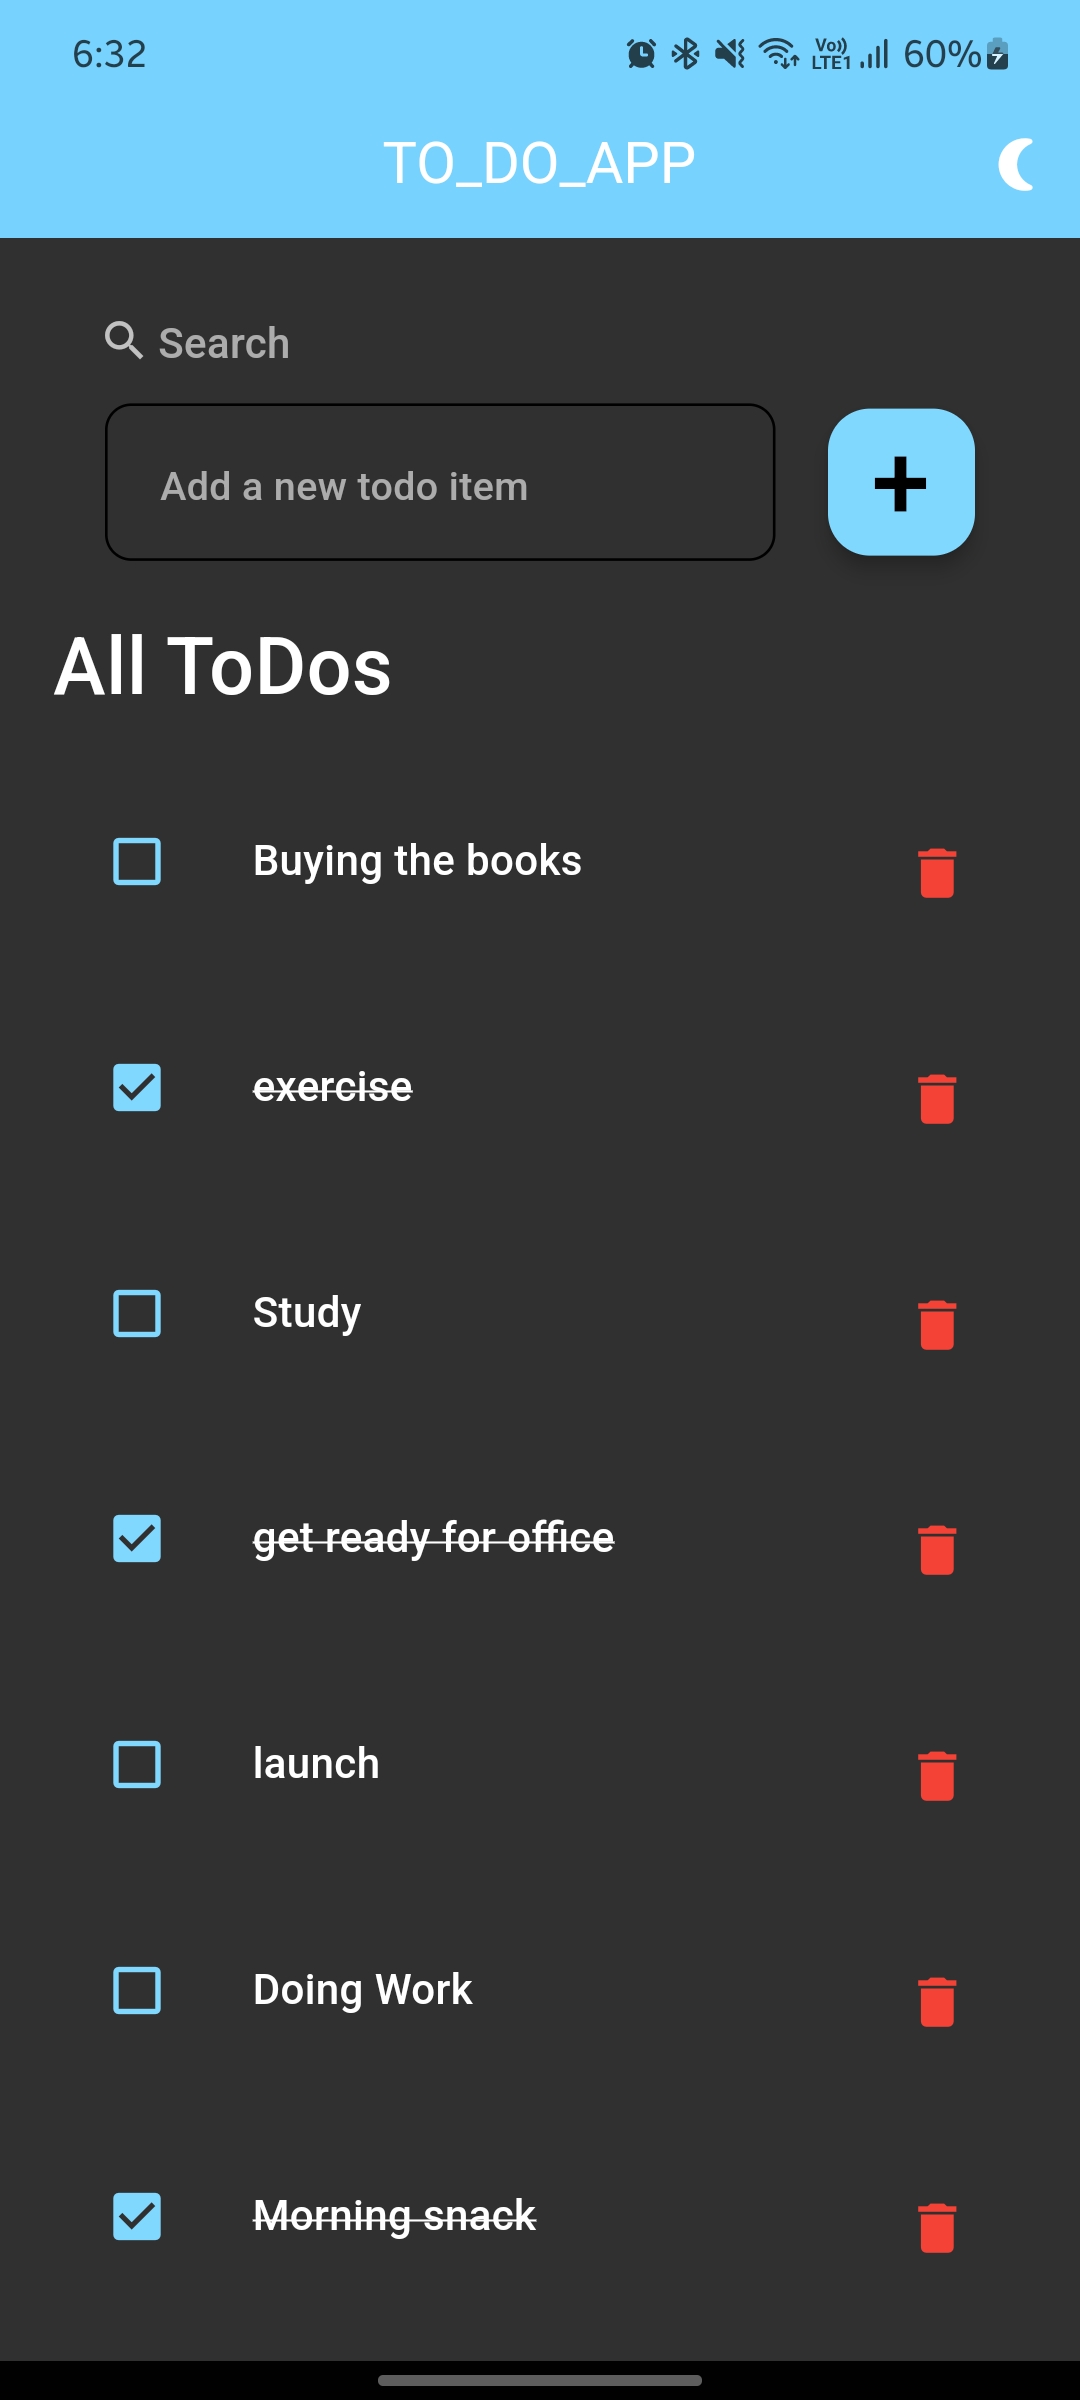 6:32 Vo)) LTE1 60%
TO_DO_APP
Search
Add a new todo item
All ToDos
Buying the books
exercise
Study
get ready for office
launch
Doing Work
Morning snack